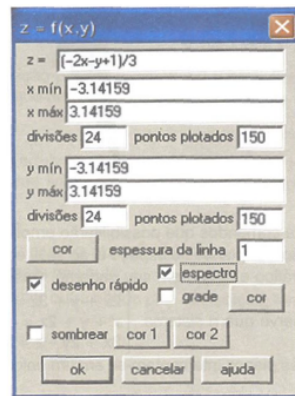 z = f(x,y)
z = (-2x-y+1)/3
x mín -3.14159
x máx 3.14159
divisões 24 pontos plotados 150
y mín -3.14159
y máx 3.14159
divisões 24 pontos plotados 150
cor espessura da linha 1
desenho rápido espectro
grade cor
sombrear cor 1 cor 2
ok cancelar ajuda